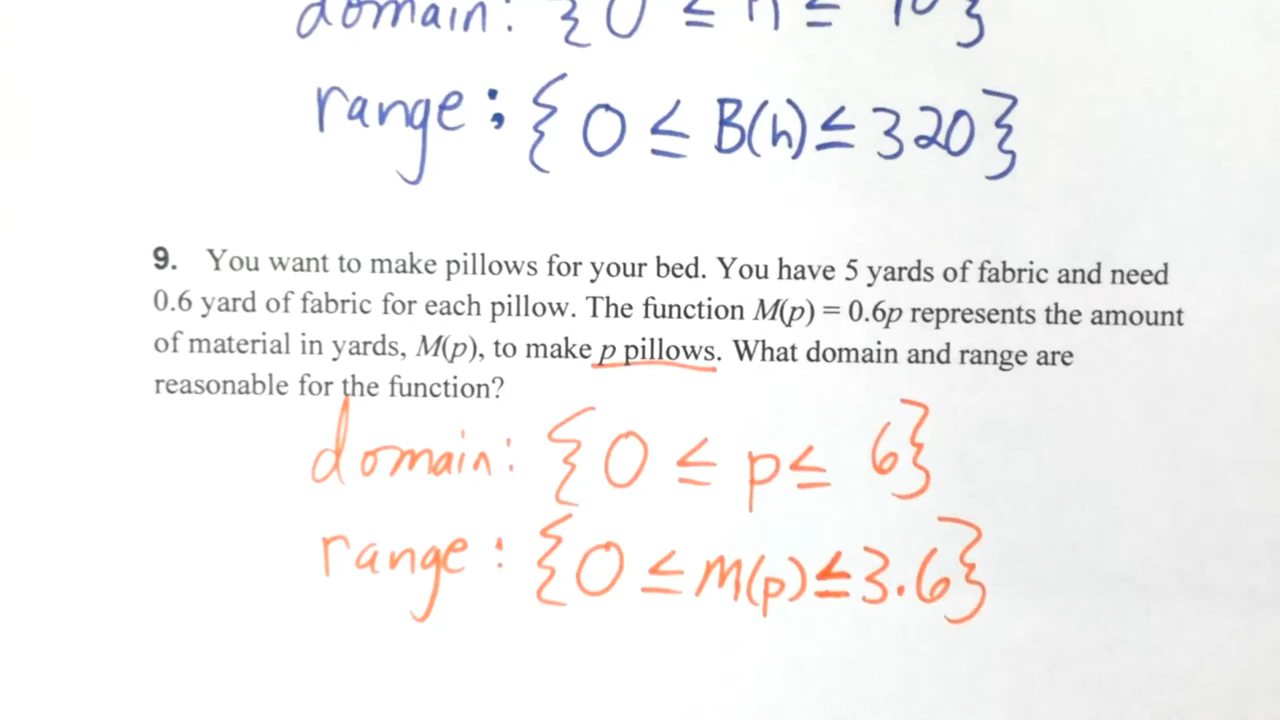 domain: {0 ≤ h ≤ 10}
range: {0 ≤ B(h) ≤ 320}
9. You want to make pillows for your bed. You have 5 yards of fabric and need
0.6 yard of fabric for each pillow. The function M(p) = 0.6p represents the amount
of material in yards, M(p), to make p pillows. What domain and range are
reasonable for the function?
domain: {0 ≤ p ≤ 6}
range: {0 ≤ M(p) ≤ 3.6}